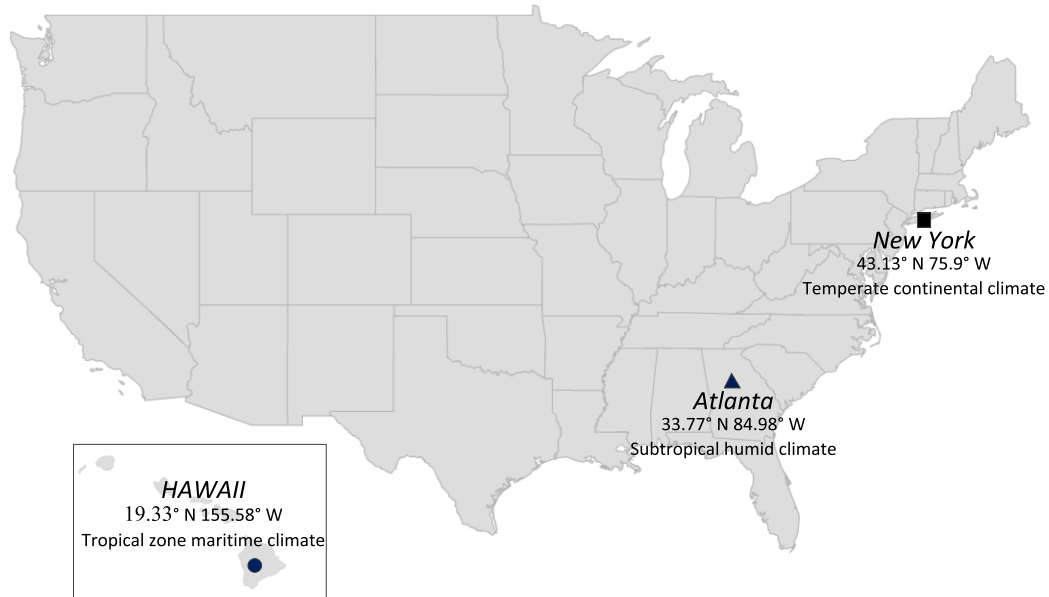 New York
43.13° N 75.9° W
Temperate continental climate
Atlanta
33.77° N 84.98° W
Subtropical humid climate
HAWAII
19.33° N 155.58° W
Tropical zone maritime climate